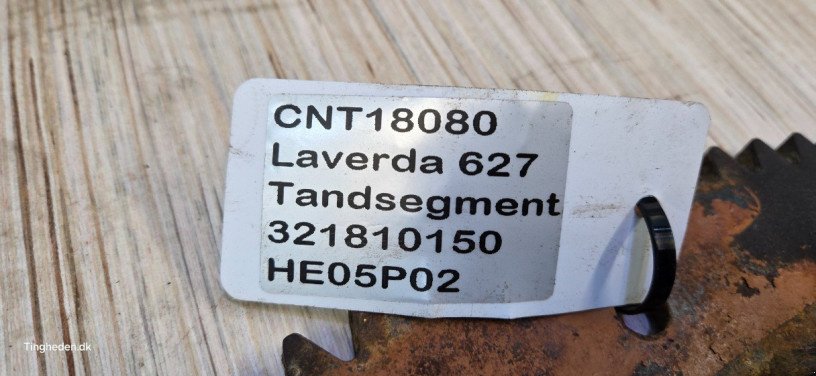 CNT18080
Laverda 627
Tandsegment
321810150
HE05P02
Tingheden.dk